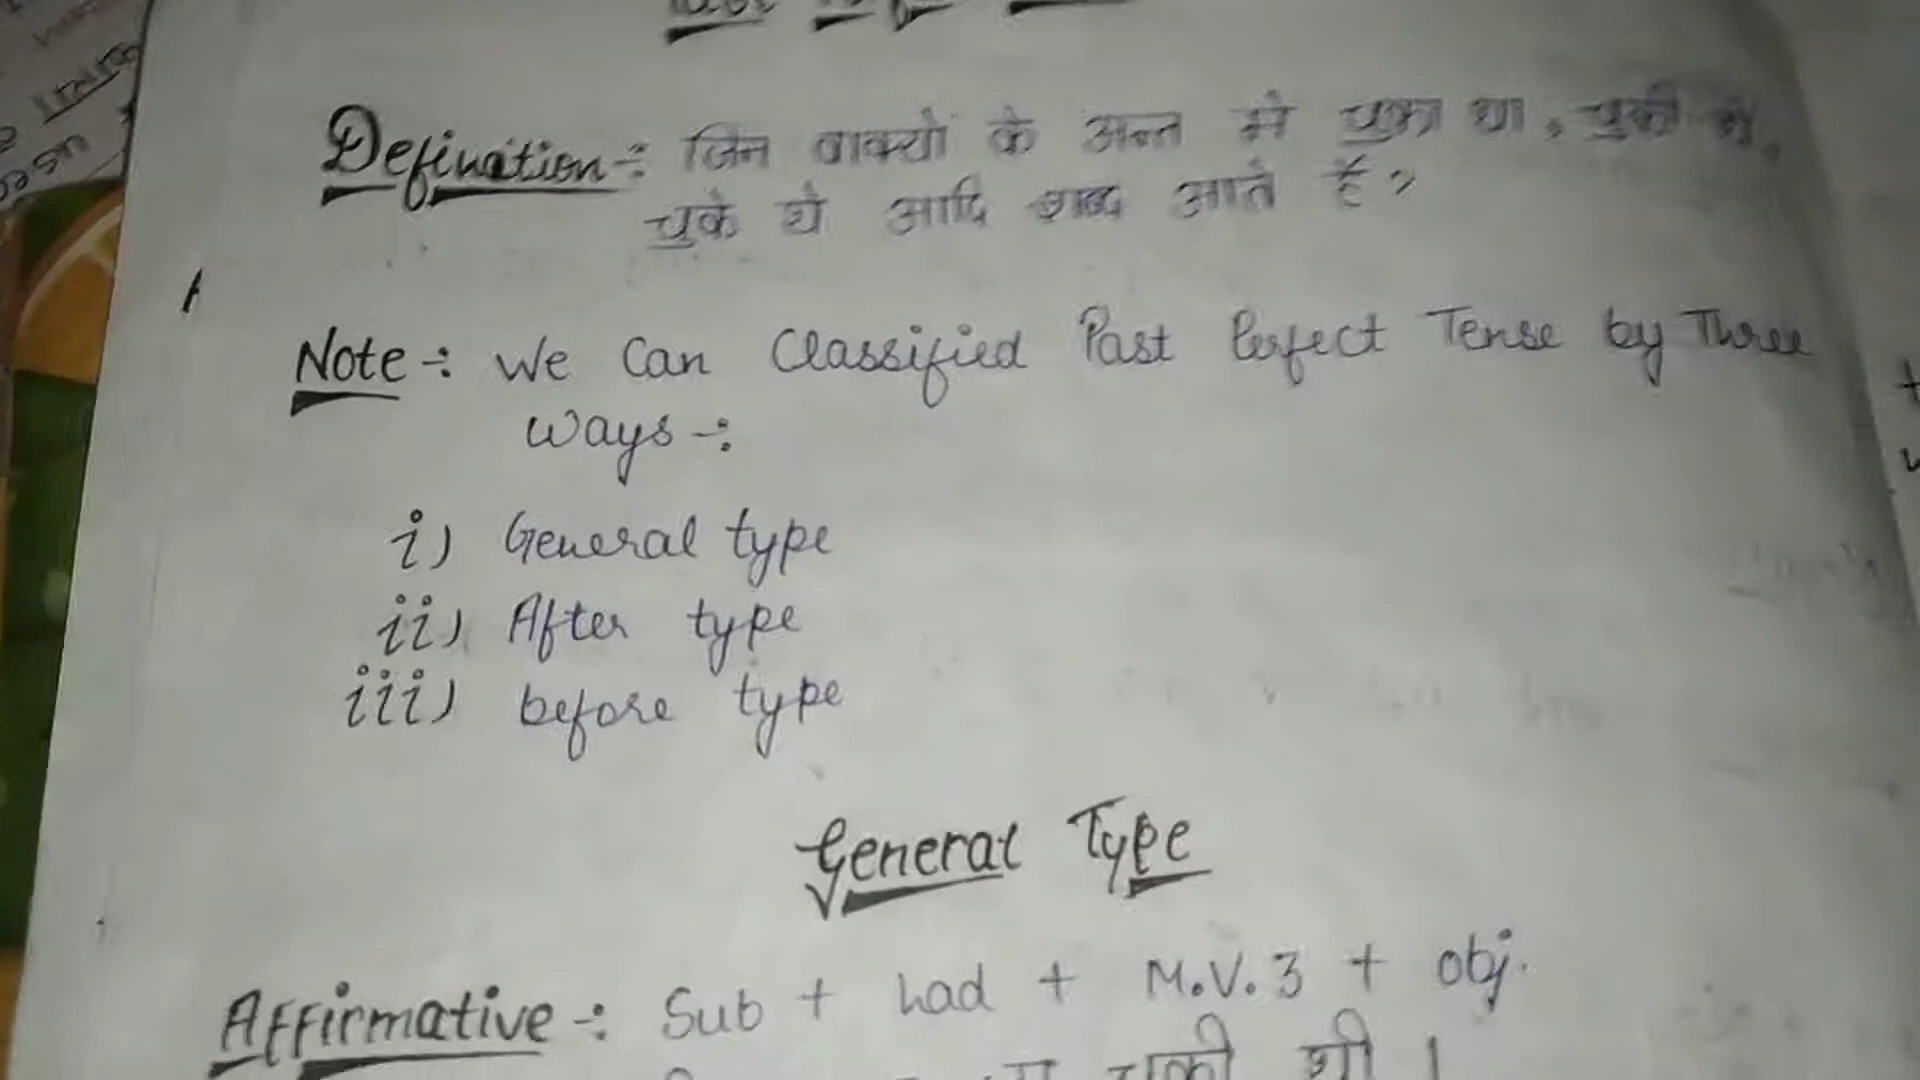 Defination:- जिन वाक्यो के अन्त मे चुका था, चुकी थी,
चुके थे आदि शब्द आते है,
Note:- We Can Classified Past Perfect Tense by Three
ways -:
i) General type
ii) After type
iii) before type
General Type
Affirmative -: Sub + had + M.V.3 + obj.
चुकी थी ।